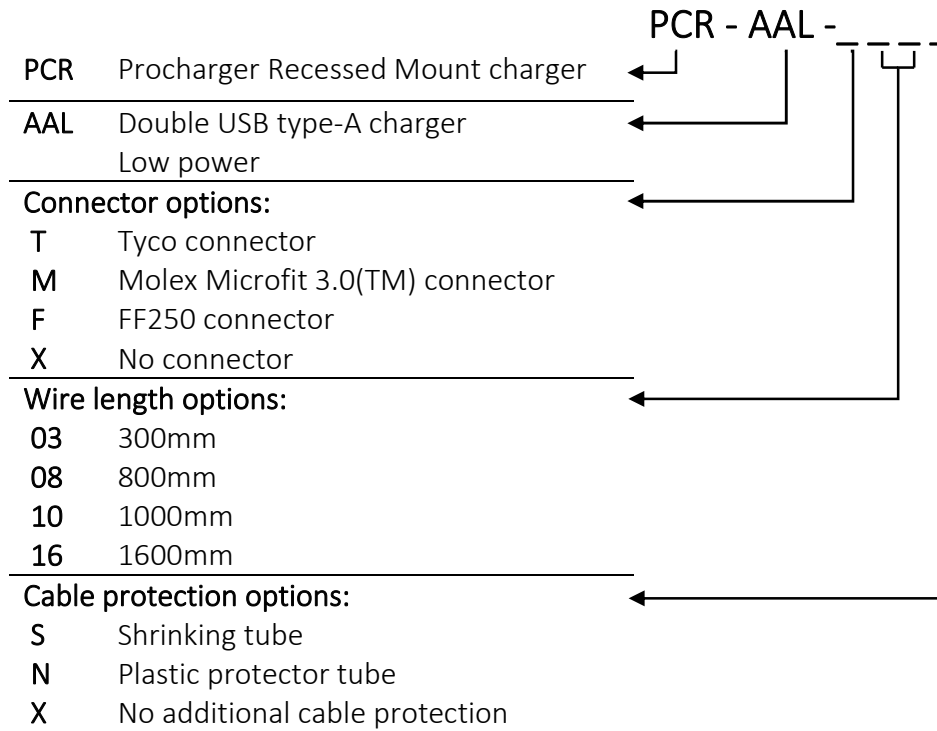 PCR - AAL - _ _ _ _
PCR Procharger Recessed Mount charger
AAL Double USB type-A charger
Low power
Connector options:
T Tyco connector
M Molex Microfit 3.0(TM) connector
F FF250 connector
X No connector
Wire length options:
03 300mm
08 800mm
10 1000mm
16 1600mm
Cable protection options:
S Shrinking tube
N Plastic protector tube
X No additional cable protection